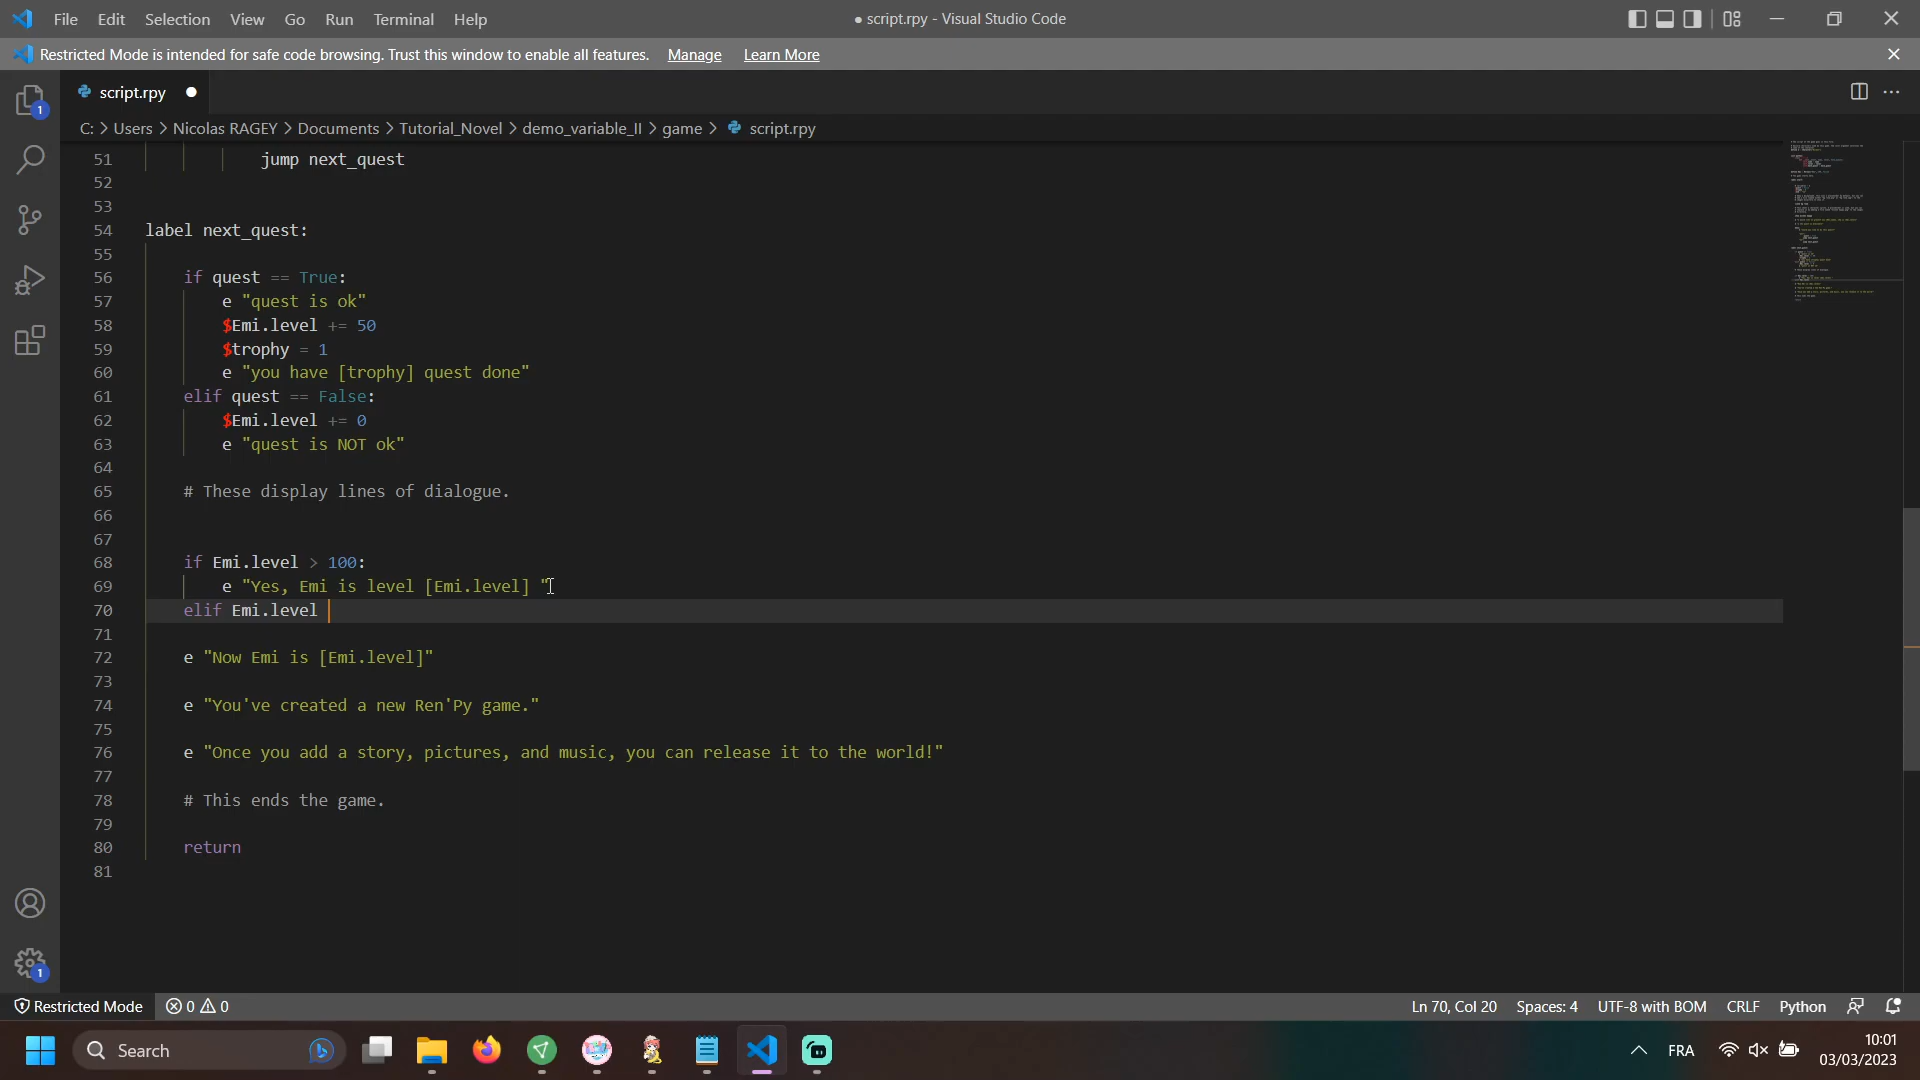 File Edit Selection View Go Run Terminal Help
● script.rpy - Visual Studio Code
Restricted Mode is intended for safe code browsing. Trust this window to enable all features. Manage Learn More
1
script.rpy ●
C: > Users > Nicolas RAGEY > Documents > Tutorial_Novel > demo_variable_II > game > script.rpy
51 jump next_quest
52
53
54 label next_quest:
55
56 if quest == True:
57 e "quest is ok"
58 $Emi.level += 50
59 $trophy = 1
60 e "you have [trophy] quest done"
61 elif quest == False:
62 $Emi.level += 0
63 e "quest is NOT ok"
64
65 # These display lines of dialogue.
66
67
68 if Emi.level > 100:
69 e "Yes, Emi is level [Emi.level] "
70 elif Emi.level
71
72 e "Now Emi is [Emi.level]"
73
74 e "You've created a new Ren'Py game."
75
76 e "Once you add a story, pictures, and music, you can release it to the world!"
77
78 # This ends the game.
79
80 return
81
1
Restricted Mode 0 0 Ln 70, Col 20 Spaces: 4 UTF-8 with BOM CRLF Python
Search FRA 10:01
03/03/2023